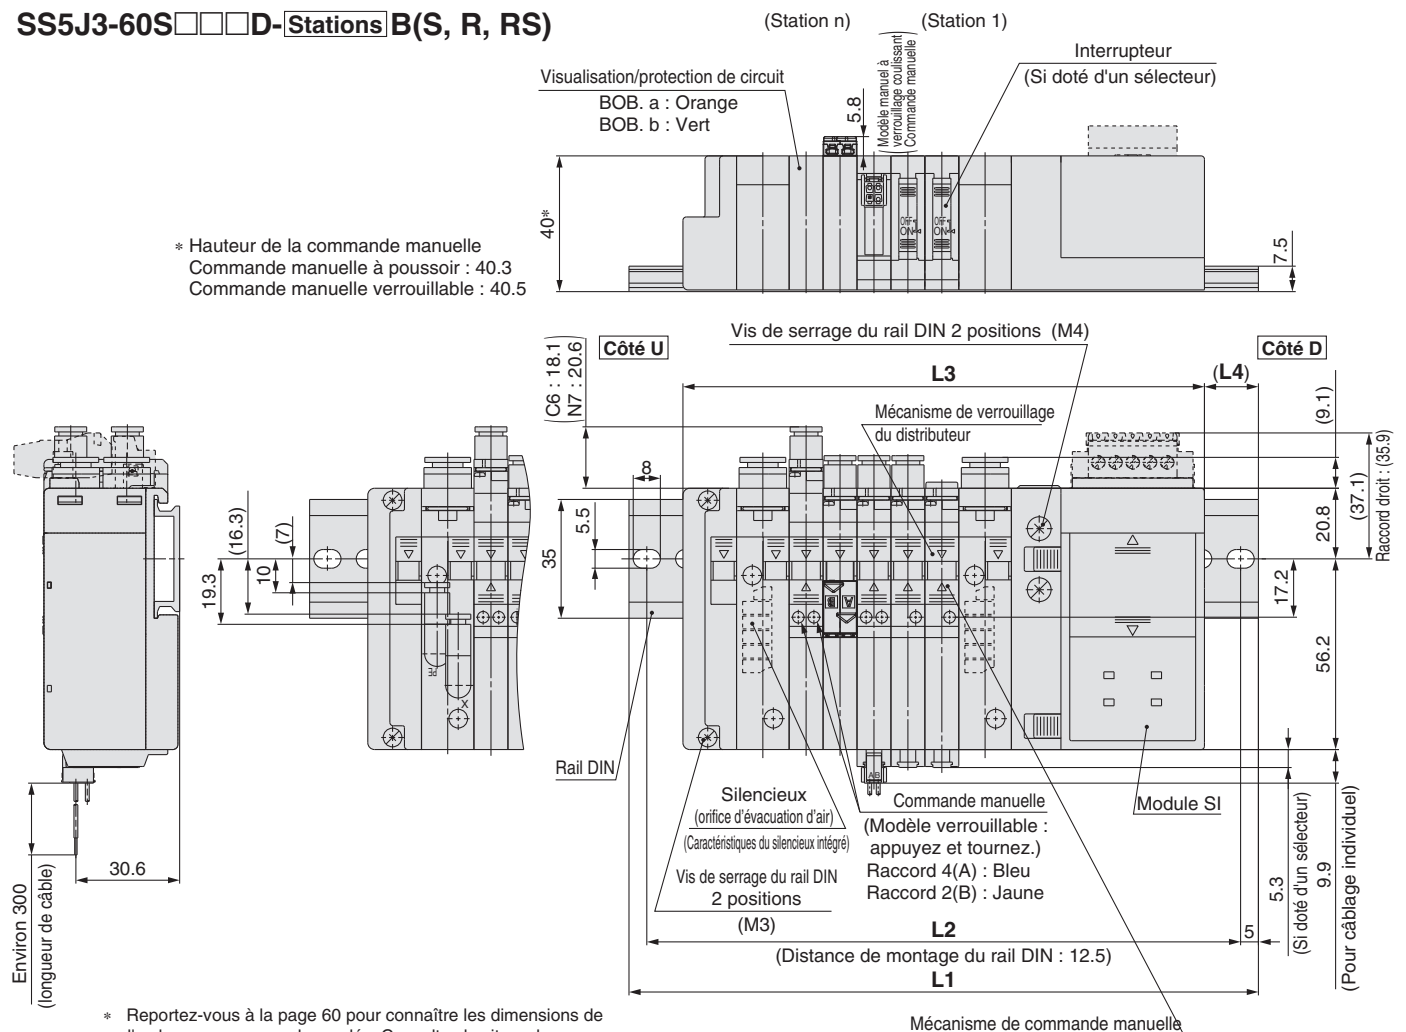 SS5J3-60S□□□D-Stations B(S, R, RS)
(Station n)
(Station 1)
Interrupteur
(Si doté d'un sélecteur)
Visualisation/protection de circuit
BOB. a : Orange
BOB. b : Vert
5.8
(Modèle manuel à
verrouillage coulissant
Commande manuelle)
OFF
ON
OFF
ON
40*
7.5
* Hauteur de la commande manuelle
Commande manuelle à poussoir : 40.3
Commande manuelle verrouillable : 40.5
Vis de serrage du rail DIN 2 positions (M4)
(C6 : 18.1
N7 : 20.6)
Côté U
Côté D
L3
(L4)
Mécanisme de verrouillage
du distributeur
(9.1)
(37.1)
Raccord droit : (35.9)
8
5.5
35
20.8
17.2
56.2
(7)
(16.3)
10
19.3
B
A
PE
X
A B
Rail DIN
Silencieux
(orifice d'évacuation d'air)
(Caractéristiques du silencieux intégré)
Commande manuelle
(Modèle verrouillable :
appuyez et tournez.)
Raccord 4(A) : Bleu
Raccord 2(B) : Jaune
Module SI
Vis de serrage du rail DIN
2 positions
(M3)
30.6
Environ 300
(longueur de câble)
5.3
(Si doté d'un sélecteur)
9.9
(Pour câblage individuel)
L2
5
(Distance de montage du rail DIN : 12.5)
L1
* Reportez-vous à la page 60 pour connaître les dimensions de
Mécanisme de commande manuelle